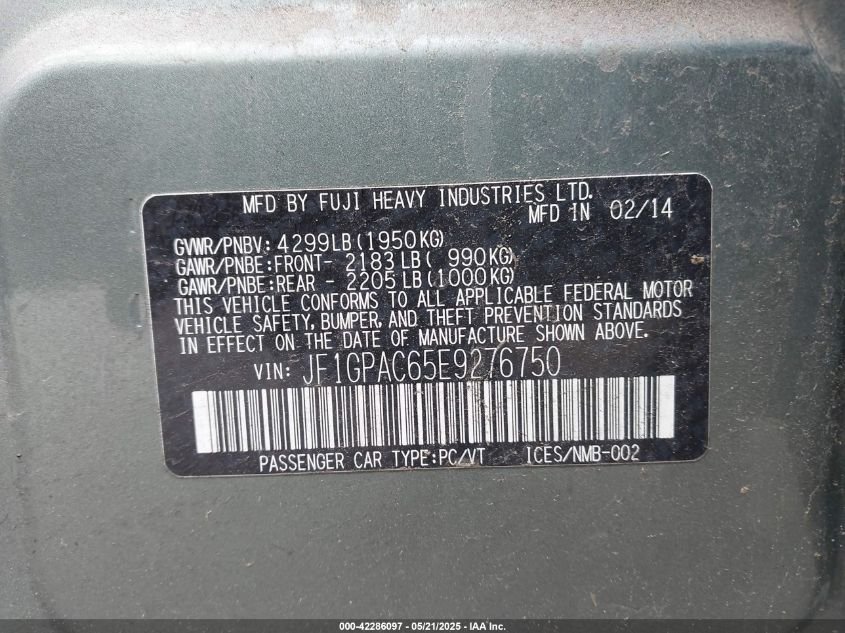 MFD BY FUJI HEAVY INDUSTRIES LTD.
MFD IN 02/14
GVWR/PNBV: 4299LB(1950KG)
GAWR/PNBE:FRONT- 2183LB( 990KG)
GAWR/PNBE:REAR - 2205LB(1000KG)
THIS VEHICLE CONFORMS TO ALL APPLICABLE FEDERAL MOTOR
VEHICLE SAFETY, BUMPER, AND THEFT PREVENTION STANDARDS
IN EFFECT ON THE DATE OF MANUFACTURE SHOWN ABOVE.
VIN: JF1GPAC65E9276750
PASSENGER CAR TYPE:PC/VT ICES/NMB-002
000-42286097 - 05/21/2025 - IAA Inc.